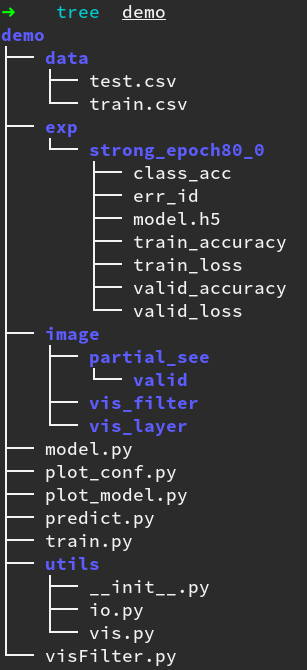 ➜ tree demo
demo
├── data
│   ├── test.csv
│   └── train.csv
├── exp
│   └── strong_epoch80_0
│       ├── class_acc
│       ├── err_id
│       ├── model.h5
│       ├── train_accuracy
│       ├── train_loss
│       ├── valid_accuracy
│       └── valid_loss
├── image
│   ├── partial_see
│   │   └── valid
│   ├── vis_filter
│   └── vis_layer
├── model.py
├── plot_conf.py
├── plot_model.py
├── predict.py
├── train.py
├── utils
│   ├── __init__.py
│   ├── io.py
│   └── vis.py
└── visFilter.py